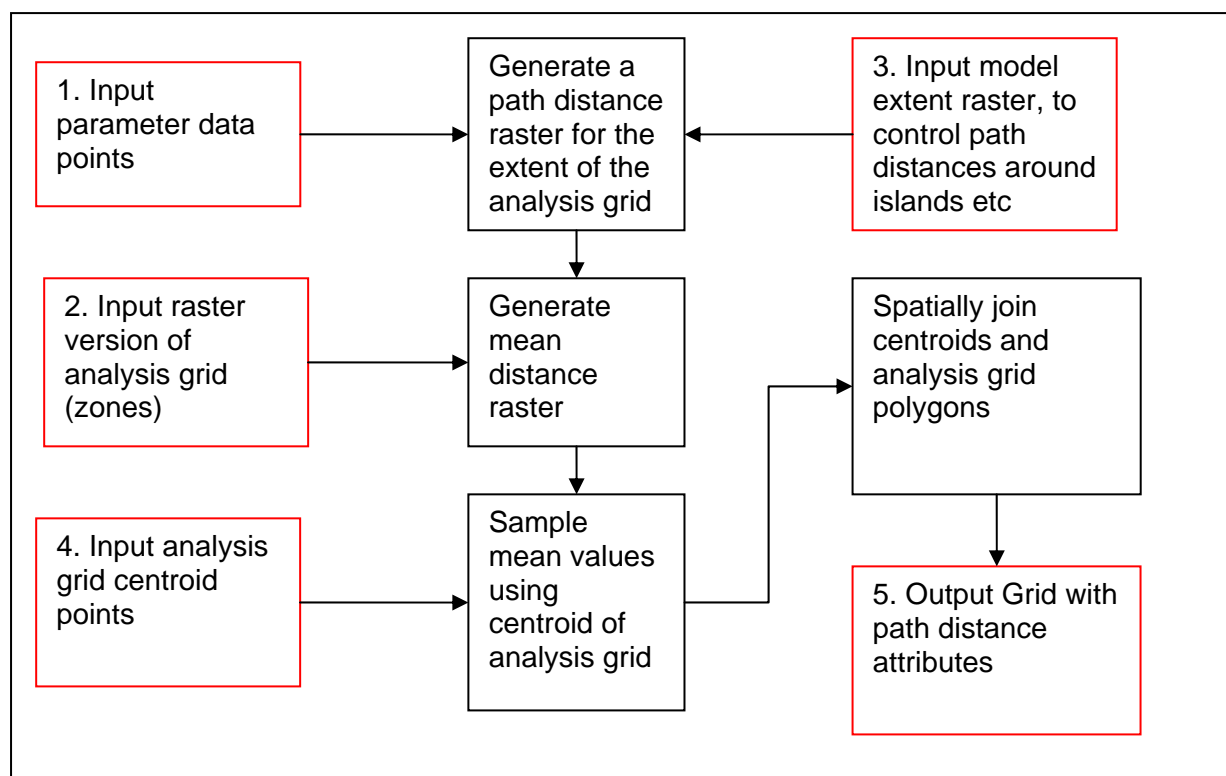 1. Input
parameter data
points
Generate a
path distance
raster for the
extent of the
analysis grid
3. Input model
extent raster, to
control path
distances around
islands etc
2. Input raster
version of
analysis grid
(zones)
Generate
mean
distance
raster
Spatially join
centroids and
analysis grid
polygons
4. Input analysis
grid centroid
points
Sample
mean values
using
centroid of
analysis grid
5. Output Grid with
path distance
attributes